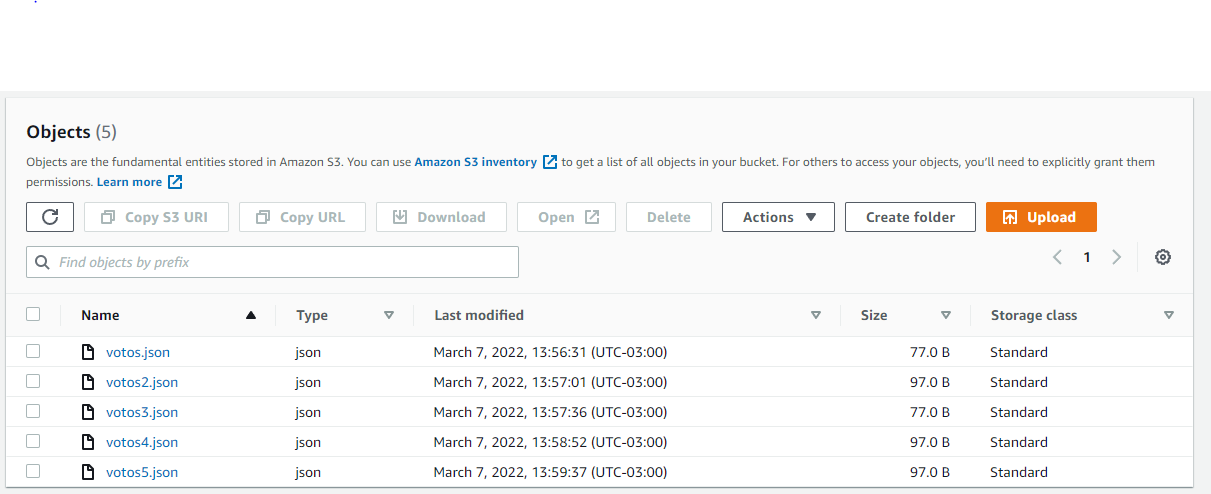 Objects (5)
Objects are the fundamental entities stored in Amazon S3. You can use Amazon S3 inventory to get a list of all objects in your bucket. For others to access your objects, you'll need to explicitly grant them
permissions. Learn more
Copy S3 URI Copy URL Download Open Delete Actions Create folder Upload
Find objects by prefix
1
Name Type Last modified Size Storage class
votos.json json March 7, 2022, 13:56:31 (UTC-03:00) 77.0 B Standard
votos2.json json March 7, 2022, 13:57:01 (UTC-03:00) 97.0 B Standard
votos3.json json March 7, 2022, 13:57:36 (UTC-03:00) 77.0 B Standard
votos4.json json March 7, 2022, 13:58:52 (UTC-03:00) 97.0 B Standard
votos5.json json March 7, 2022, 13:59:37 (UTC-03:00) 97.0 B Standard